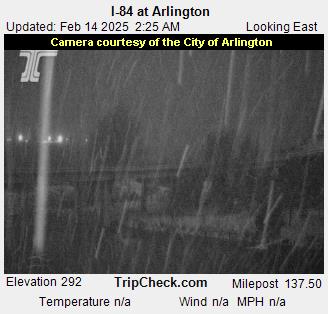 I-84 at Arlington
Updated: Feb 14 2025 2:25 AM Looking East
Camera courtesy of the City of Arlington
Elevation 292 TripCheck.com Milepost 137.50
Temperature n/a Wind n/a MPH n/a